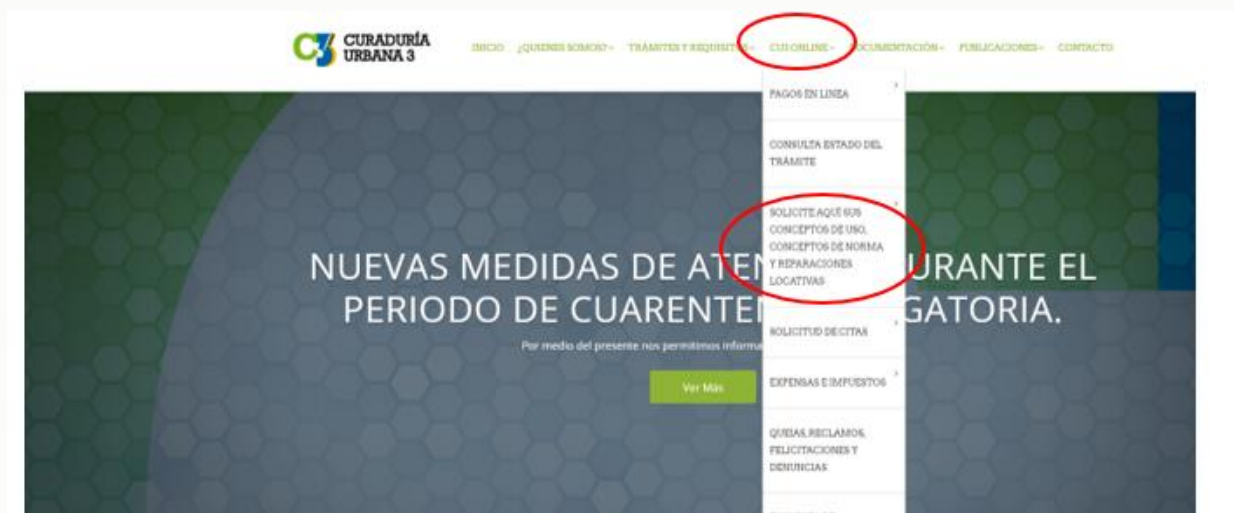 CURADURÍA
URBANA 3
INICIO ¿QUIENES SOMOS? TRÁMITES Y REQUISITOS CUR ONLINE DOCUMENTACIÓN PUBLICACIONES CONTACTO
PAGOS EN LINEA
CONSULTA ESTADO DEL
TRÁMITE
SOLICITE AQUÍ SUS
CONCEPTOS DE USO,
CONCEPTOS DE NORMA
Y REPARACIONES
LOCATIVAS
SOLICITUD DE CITAS
EXPENSAS E IMPUESTOS
QUEJAS, RECLAMOS,
FELICITACIONES Y
DENUNCIAS
NUEVAS MEDIDAS DE ATEN URANTE EL
PERIODO DE CUARENTE GATORIA.
Por medio del presente nos permitimos informa
Ver Más